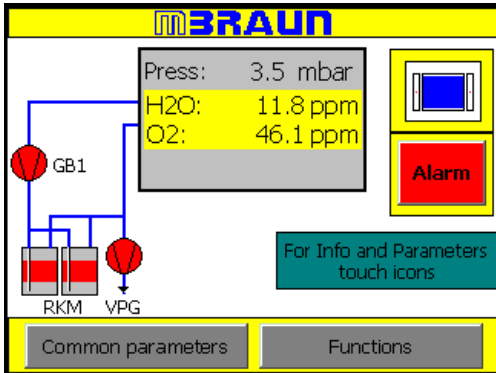 MBRAUN
Press: 3.5 mbar
H2O: 11.8 ppm
O2: 46.1 ppm
GB1
Alarm
For Info and Parameters
touch icons
RKM VPG
Common parameters Functions